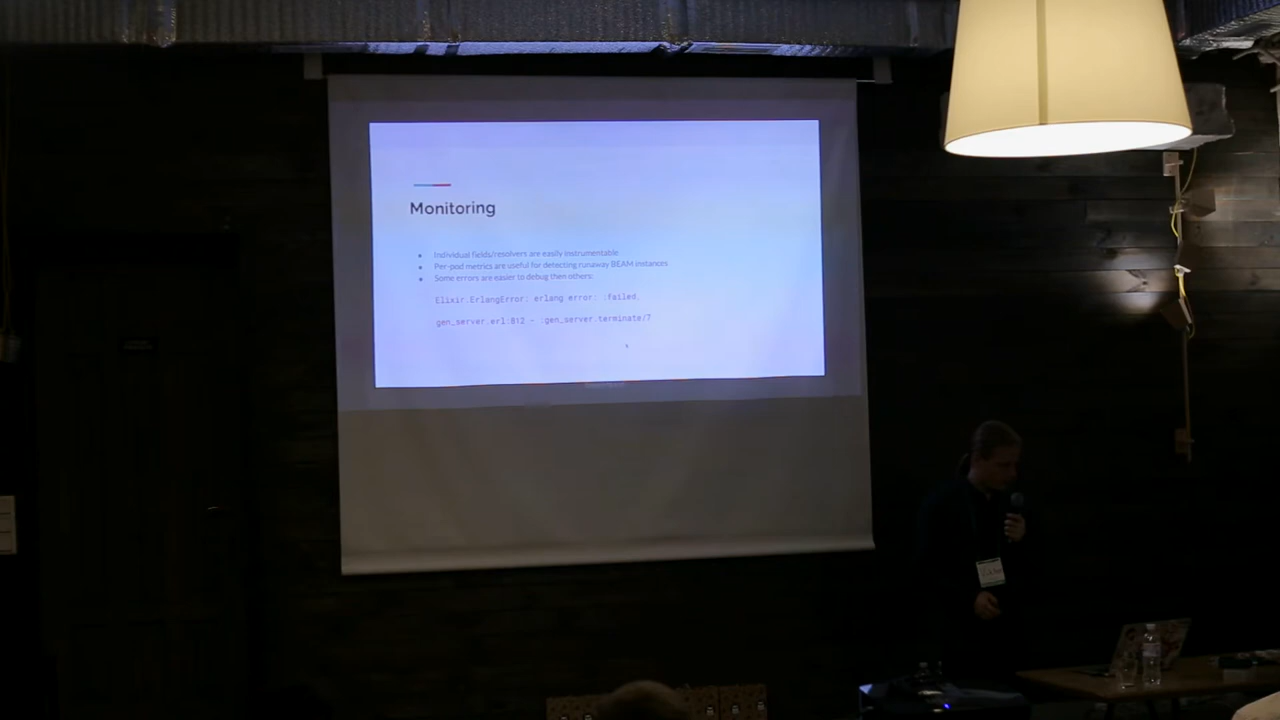 Monitoring
Individual fields/resolvers are easily instrumentable
Per-pod metrics are useful for detecting runaway BEAM instances
Some errors are easier to debug then others:
Elixir.ErlangError: erlang error: :failed,
gen_server.erl:812 - :gen_server.terminate/7